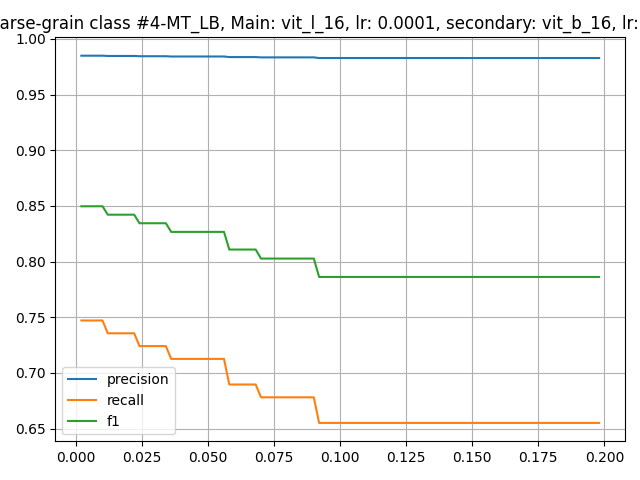 arse-grain class #4-MT_LB, Main: vit_l_16, lr: 0.0001, secondary: vit_b_16, lr:
1.00
0.95
0.90
0.85
0.80
0.75
0.70
0.65
precision
recall
f1
0.000 0.025 0.050 0.075 0.100 0.125 0.150 0.175 0.200